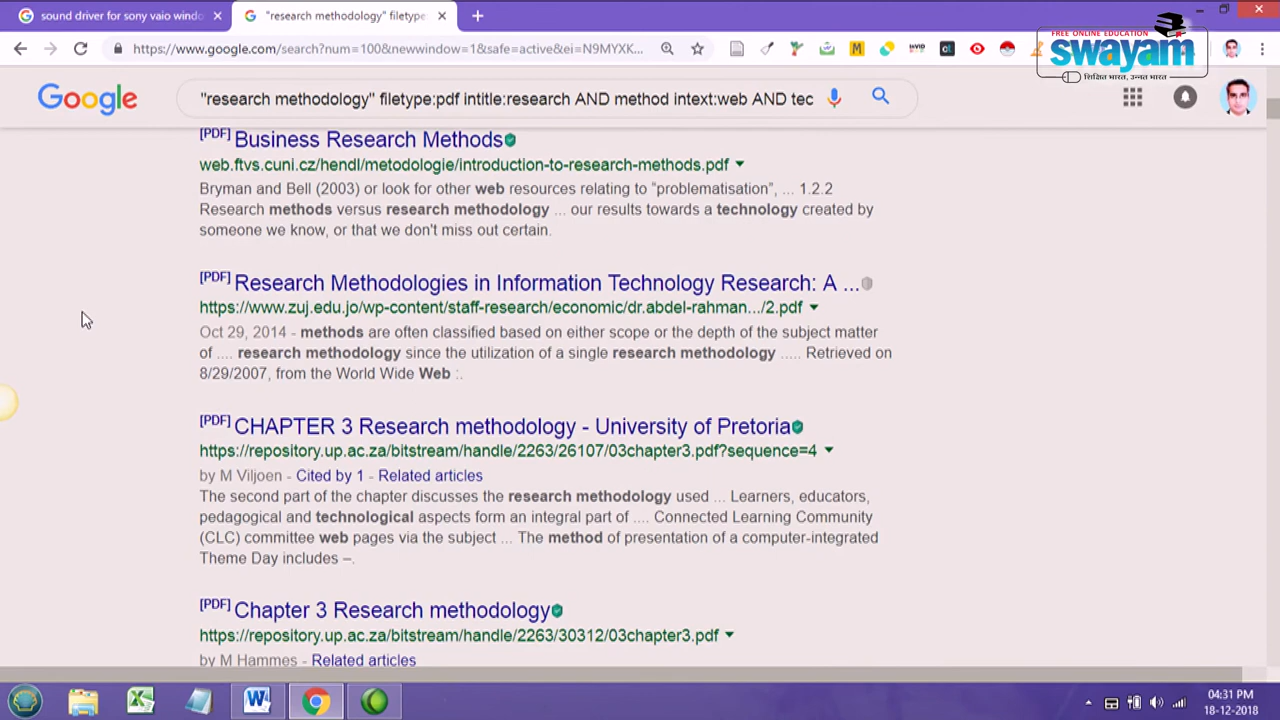 sound driver for sony vaio windo
"research methodology" filetype:
https://www.google.com/search?num=100&newwindow=1&safe=active&ei=N9MYXK...
FREE ONLINE EDUCATION
swayam
शिक्षित भारत, उन्नत भारत
Google
"research methodology" filetype:pdf intitle:research AND method intext:web AND tec
[PDF] Business Research Methods
web.ftvs.cuni.cz/hendl/metodologie/introduction-to-research-methods.pdf
Bryman and Bell (2003) or look for other web resources relating to "problematisation", ... 1.2.2
Research methods versus research methodology ... our results towards a technology created by
someone we know, or that we don't miss out certain.
[PDF] Research Methodologies in Information Technology Research: A ...
https://www.zuj.edu.jo/wp-content/staff-research/economic/dr.abdel-rahman.../2.pdf
Oct 29, 2014 - methods are often classified based on either scope or the depth of the subject matter
of .... research methodology since the utilization of a single research methodology ..... Retrieved on
8/29/2007, from the World Wide Web :.
[PDF] CHAPTER 3 Research methodology - University of Pretoria
https://repository.up.ac.za/bitstream/handle/2263/26107/03chapter3.pdf?sequence=4
by M Viljoen - Cited by 1 - Related articles
The second part of the chapter discusses the research methodology used ... Learners, educators,
pedagogical and technological aspects form an integral part of .... Connected Learning Community
(CLC) committee web pages via the subject ... The method of presentation of a computer-integrated
Theme Day includes –.
[PDF] Chapter 3 Research methodology
https://repository.up.ac.za/bitstream/handle/2263/30312/03chapter3.pdf
by M Hammes - Related articles
04:31 PM
18-12-2018